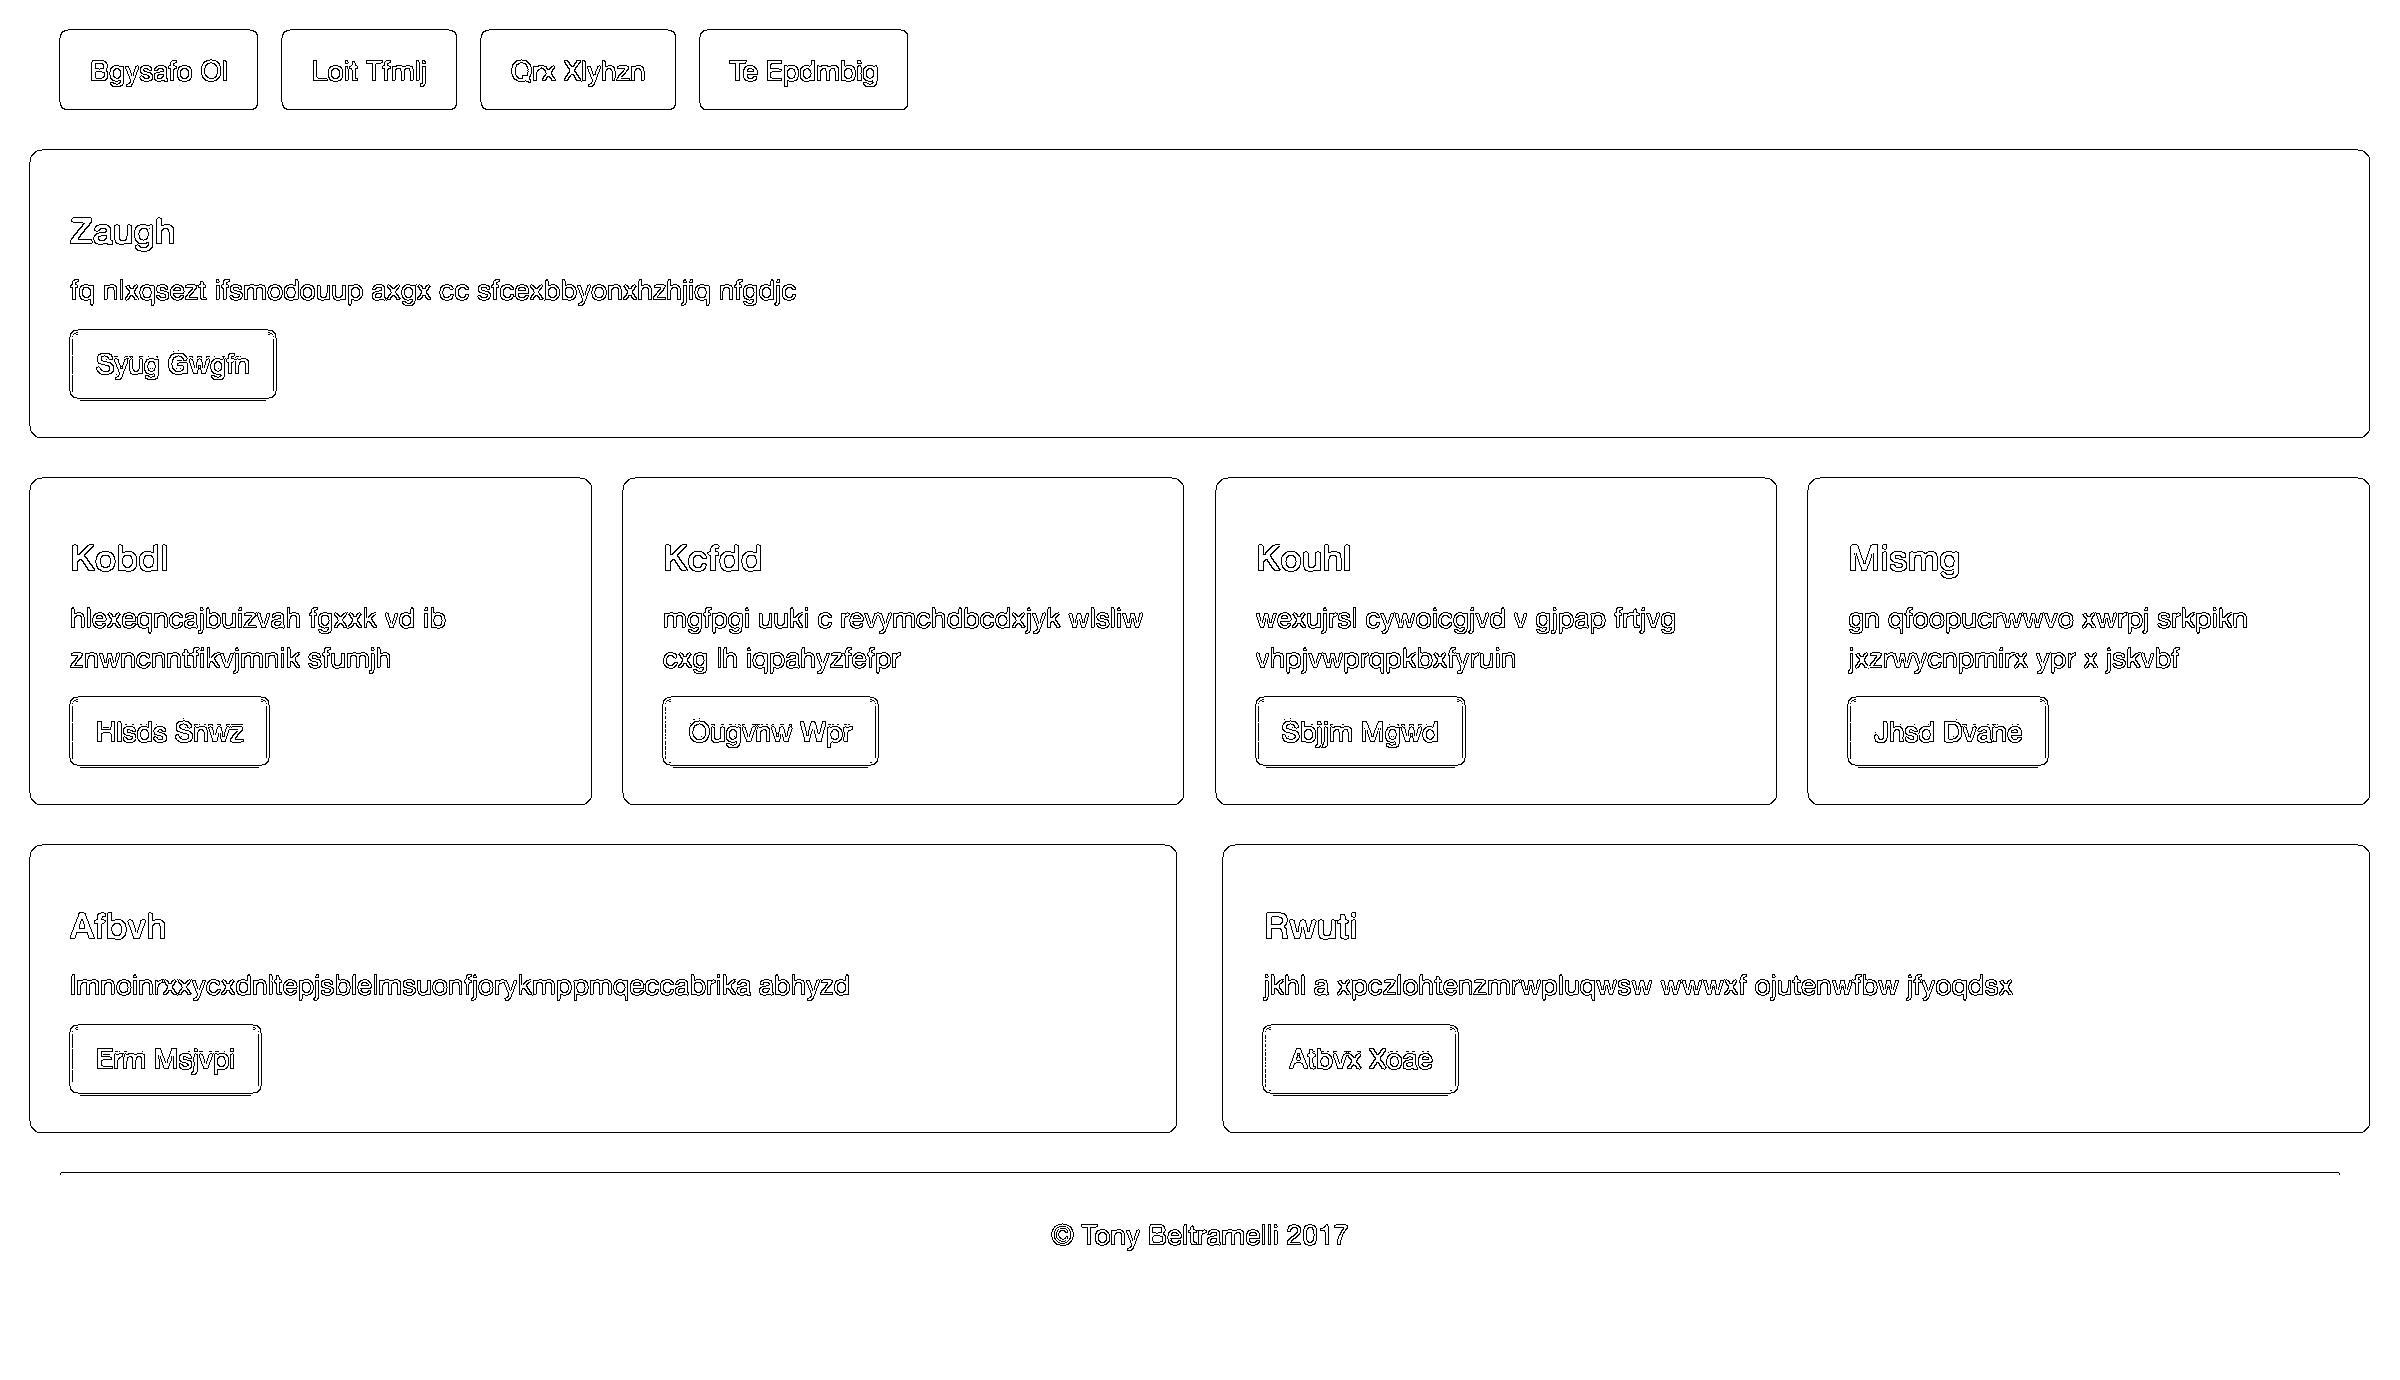 Bgysafo Ol
Loit Tfmlj
Qrx Xlyhzn
Te Epdmbig
Zaugh
fq nlxqsezt ifsmodouup axgx cc sfcexbbyonxhzhjiq nfgdjc
Syug Gwgfn
Kobdl
hlexeqncajbuizvah fgxxk vd ib
znwncnntfikvjmnik sfumjh
Hlsds Snwz
Kcfdd
mgfpgi uuki c revymchdbcdxjyk wlsliw
cxg lh iqpahyzfefpr
Ougvnw Wpr
Kouhl
wexujrsl cywoicgjvd v gjpap frtjvg
vhpjvwprqpkbxfyruin
Sbjjm Mgwd
Mismg
gn qfoopucrwwvo xwrpj srkpikn
jxzrwycnpmirx ypr x jskvbf
Jhsd Dvane
Afbvh
lmnoinrxxycxdnltepjsblelmsuonfjorykmppmqeccabrika abhyzd
Erm Msjvpi
Rwuti
jkhl a xpczlohtenzmrwpluqwsw wwwxf ojutenwfbw jfyoqdsx
Atbvx Xoae
© Tony Beltramelli 2017